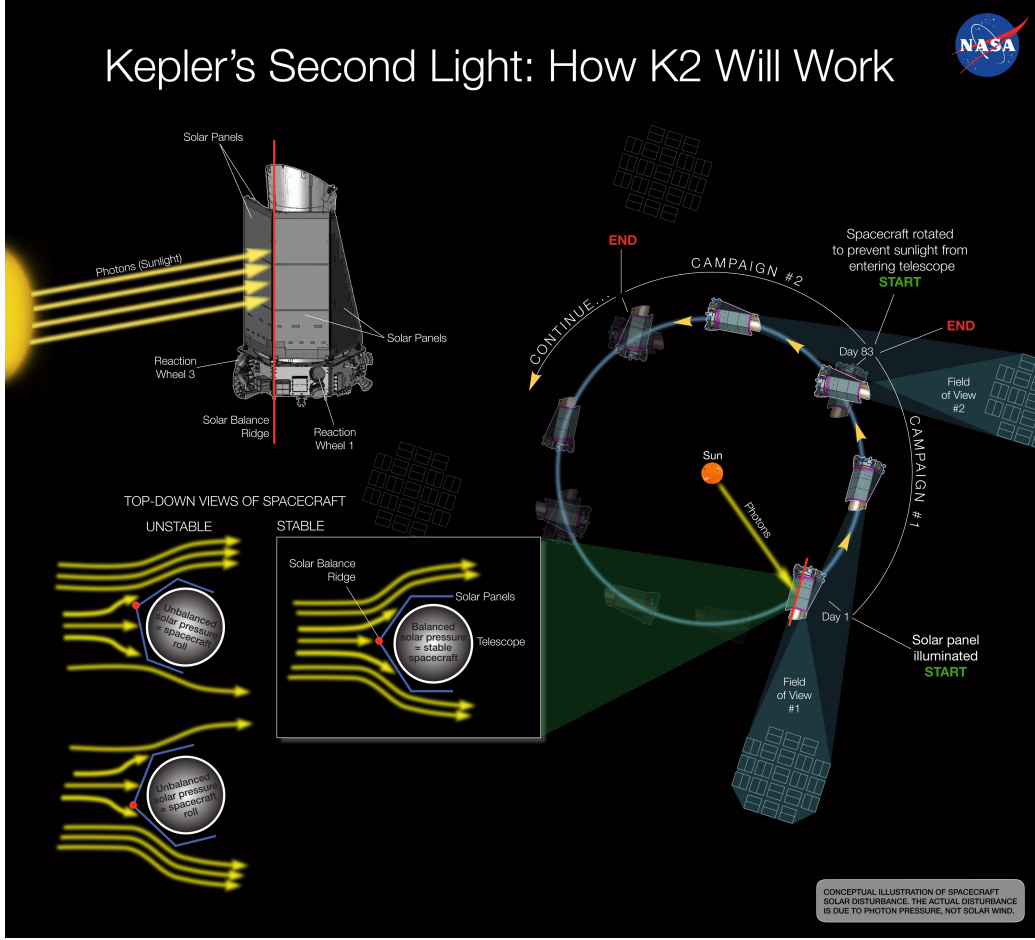 Kepler's Second Light: How K2 Will Work
NASA
Solar Panels
Photons (Sunlight)
Solar Panels
Reaction
Wheel 3
Solar Balance
Ridge
Reaction
Wheel 1
END
CAMPAIGN #2
Spacecraft rotated
to prevent sunlight from
entering telescope
START
END
CONTINUE...
Day 83
Field
of View
#2
CAMPAIGN #1
Sun
Photons
Day 1
Solar panel
illuminated
START
Field
of View
#1
TOP-DOWN VIEWS OF SPACECRAFT
UNSTABLE
STABLE
Unbalanced
solar pressure
= spacecraft
roll
Solar Balance
Ridge
Solar Panels
Balanced
solar pressure
= stable
spacecraft
Telescope
Unbalanced
solar pressure
= spacecraft
roll
CONCEPTUAL ILLUSTRATION OF SPACECRAFT
SOLAR DISTURBANCE. THE ACTUAL DISTURBANCE
IS DUE TO PHOTON PRESSURE, NOT SOLAR WIND.